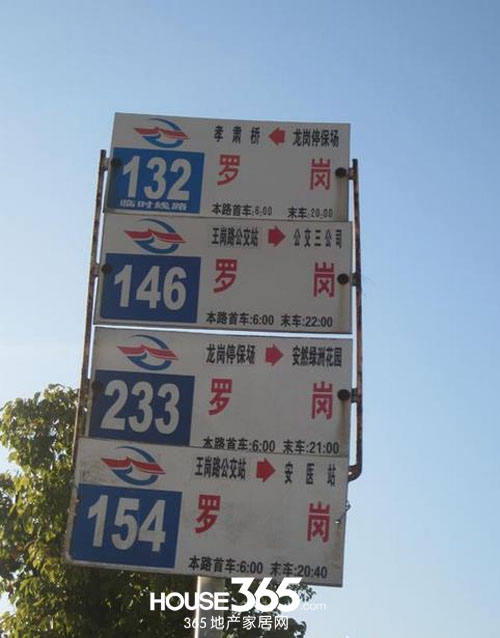 孝肃桥 ← 龙岗停保场
132 罗岗
临时线路
本路首车:6:00 末车:20:00
王岗路公交站 → 公交三公司
146 罗岗
本路首车:6:00 末车:22:00
龙岗停保场 → 安然绿洲花园
233 罗岗
本路首车:6:00 末车:21:00
王岗路公交站 → 安医站
154 罗岗
本路首车:6:00 末车:20:40
HOUSE365.com
365地产家居网